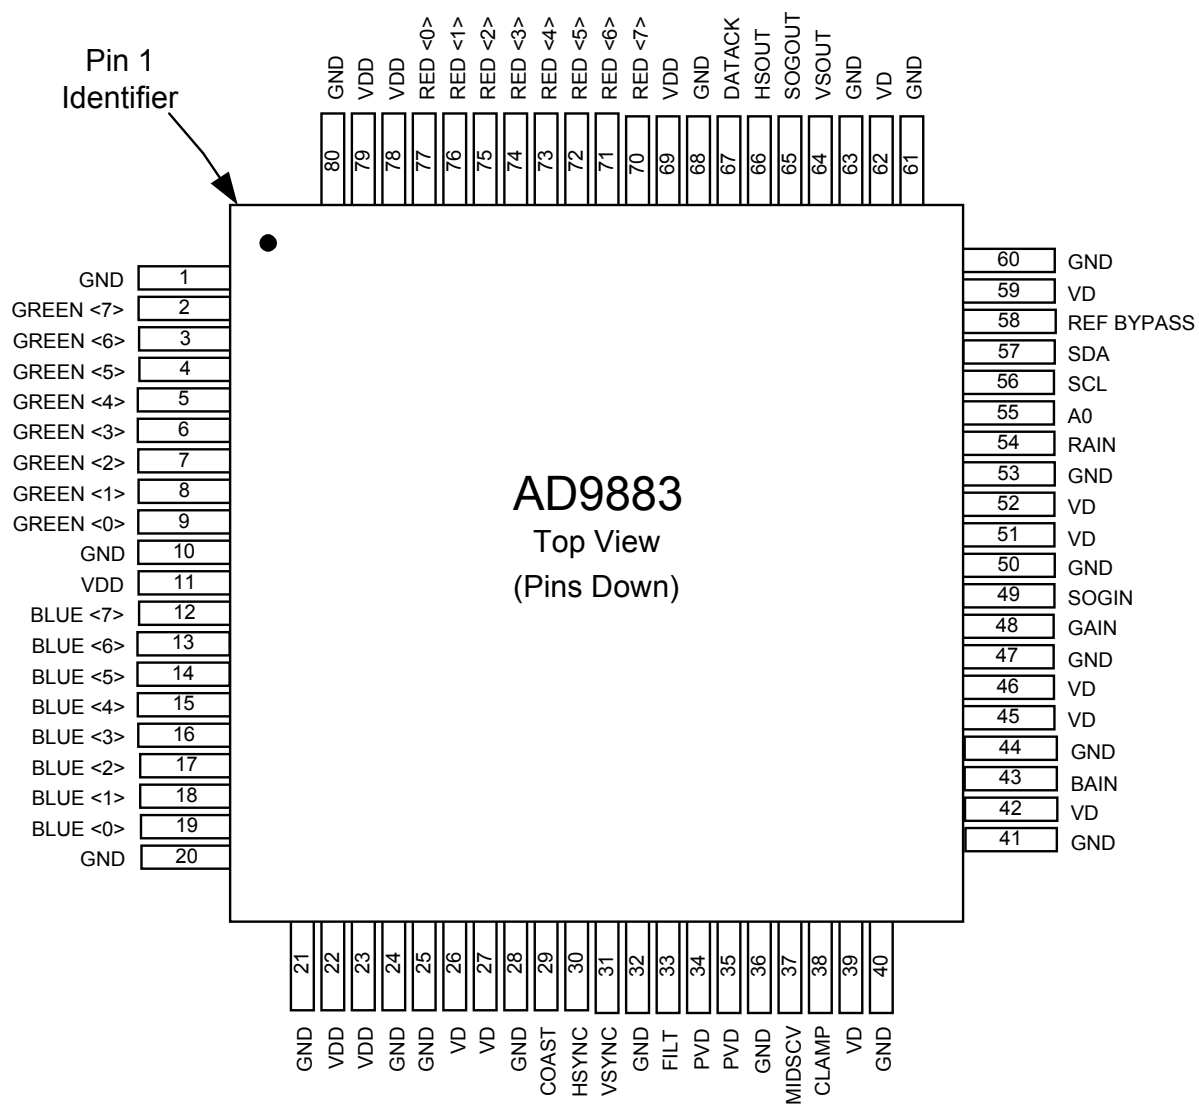 Pin 1
Identifier
GND
VDD
VDD
RED <0>
RED <1>
RED <2>
RED <3>
RED <4>
RED <5>
RED <6>
RED <7>
VDD
GND
DATACK
HSOUT
SOGOUT
VSOUT
GND
VD
GND
80
79
78
77
76
75
74
73
72
71
70
69
68
67
66
65
64
63
62
61
GND 1
GREEN <7> 2
GREEN <6> 3
GREEN <5> 4
GREEN <4> 5
GREEN <3> 6
GREEN <2> 7
GREEN <1> 8
GREEN <0> 9
GND 10
VDD 11
BLUE <7> 12
BLUE <6> 13
BLUE <5> 14
BLUE <4> 15
BLUE <3> 16
BLUE <2> 17
BLUE <1> 18
BLUE <0> 19
GND 20
AD9883
Top View
(Pins Down)
60 GND
59 VD
58 REF BYPASS
57 SDA
56 SCL
55 A0
54 RAIN
53 GND
52 VD
51 VD
50 GND
49 SOGIN
48 GAIN
47 GND
46 VD
45 VD
44 GND
43 BAIN
42 VD
41 GND
21
22
23
24
25
26
27
28
29
30
31
32
33
34
35
36
37
38
39
40
GND
VDD
VDD
GND
GND
VD
VD
GND
COAST
HSYNC
VSYNC
GND
FILT
PVD
PVD
GND
MIDSCV
CLAMP
VD
GND